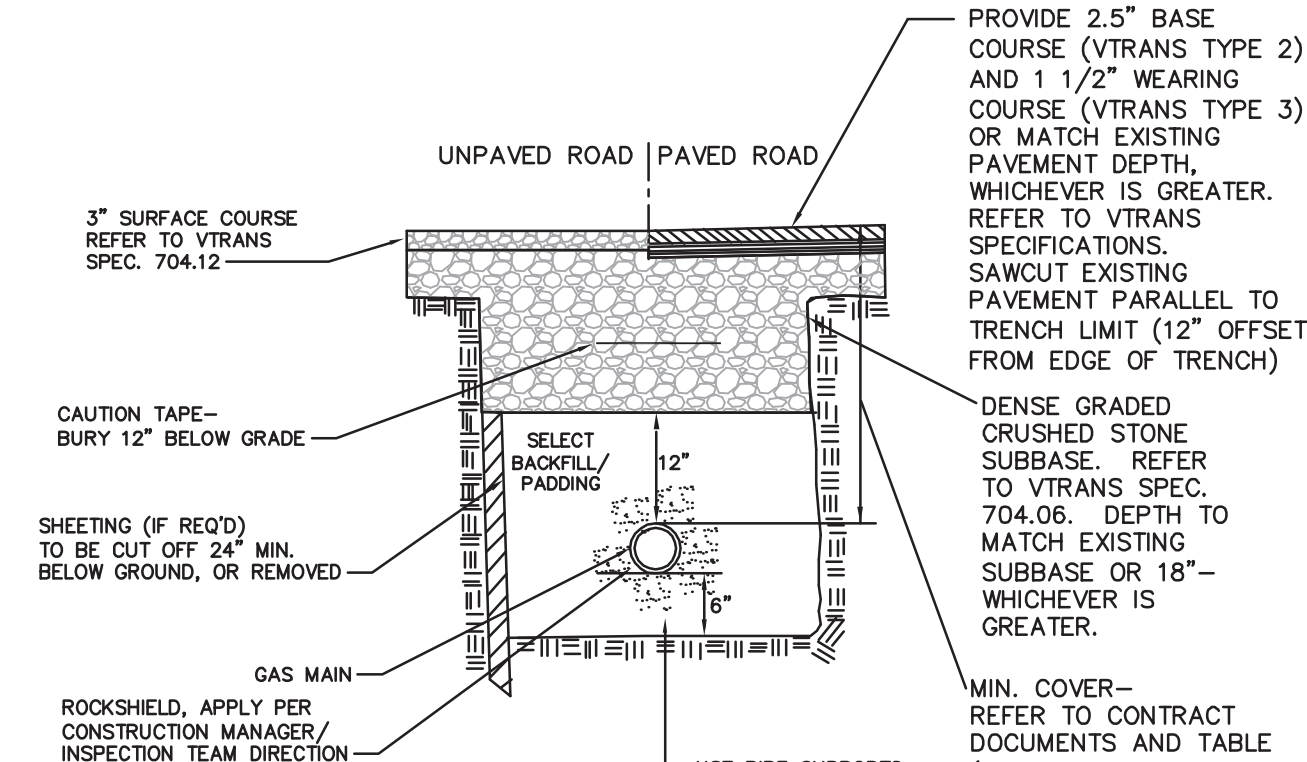 PROVIDE 2.5" BASE
COURSE (VTRANS TYPE 2)
AND 1 1/2" WEARING
COURSE (VTRANS TYPE 3)
OR MATCH EXISTING
PAVEMENT DEPTH,
WHICHEVER IS GREATER.
REFER TO VTRANS
SPECIFICATIONS.
SAWCUT EXISTING
PAVEMENT PARALLEL TO
TRENCH LIMIT (12" OFFSET
FROM EDGE OF TRENCH)
UNPAVED ROAD
PAVED ROAD
3" SURFACE COURSE
REFER TO VTRANS
SPEC. 704.12
CAUTION TAPE–
BURY 12" BELOW GRADE
SELECT
BACKFILL/
PADDING
12"
DENSE GRADED
CRUSHED STONE
SUBBASE. REFER
TO VTRANS SPEC.
704.06. DEPTH TO
MATCH EXISTING
SUBBASE OR 18"–
WHICHEVER IS
GREATER.
SHEETING (IF REQ'D)
TO BE CUT OFF 24" MIN.
BELOW GROUND, OR REMOVED
6"
GAS MAIN
ROCKSHIELD, APPLY PER
CONSTRUCTION MANAGER/
INSPECTION TEAM DIRECTION
MIN. COVER–
REFER TO CONTRACT
DOCUMENTS AND TABLE